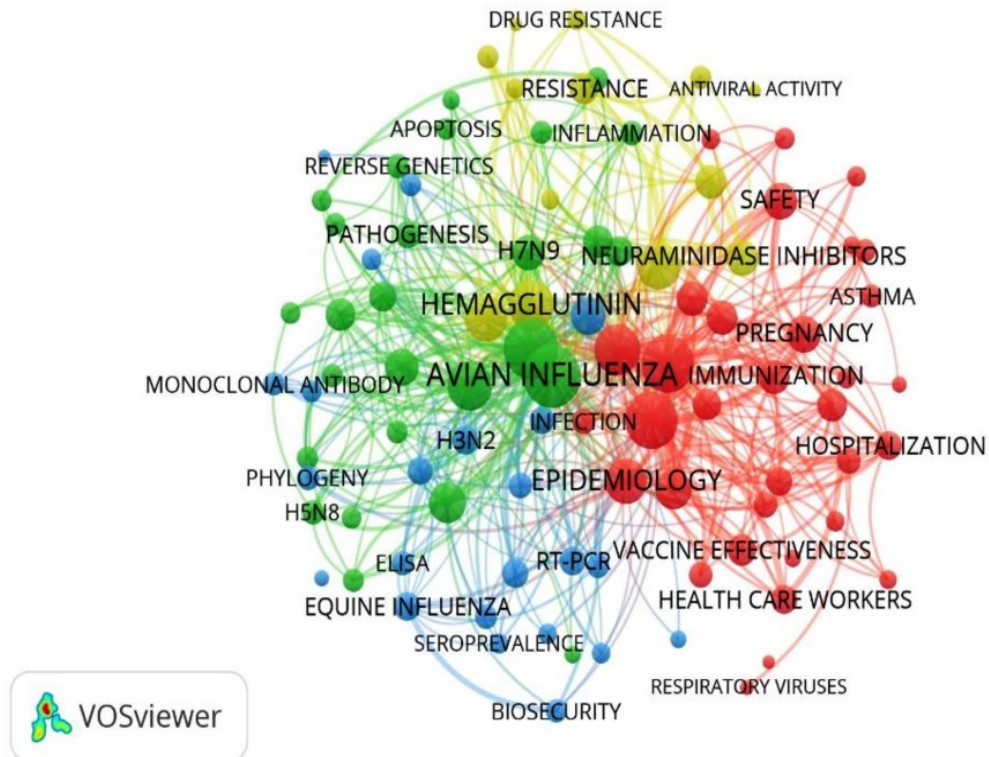 DRUG RESISTANCE
RESISTANCE
ANTIVIRAL ACTIVITY
APOPTOSIS
INFLAMMATION
REVERSE GENETICS
SAFETY
PATHOGENESIS
H7N9
NEURAMINIDASE INHIBITORS
HEMAGGLUTININ
ASTHMA
PREGNANCY
MONOCLONAL ANTIBODY
AVIAN INFLUENZA
IMMUNIZATION
INFECTION
H3N2
HOSPITALIZATION
PHYLOGENY
EPIDEMIOLOGY
H5N8
ELISA
RT-PCR
VACCINE EFFECTIVENESS
EQUINE INFLUENZA
HEALTH CARE WORKERS
SEROPREVALENCE
RESPIRATORY VIRUSES
BIOSECURITY
VOSviewer